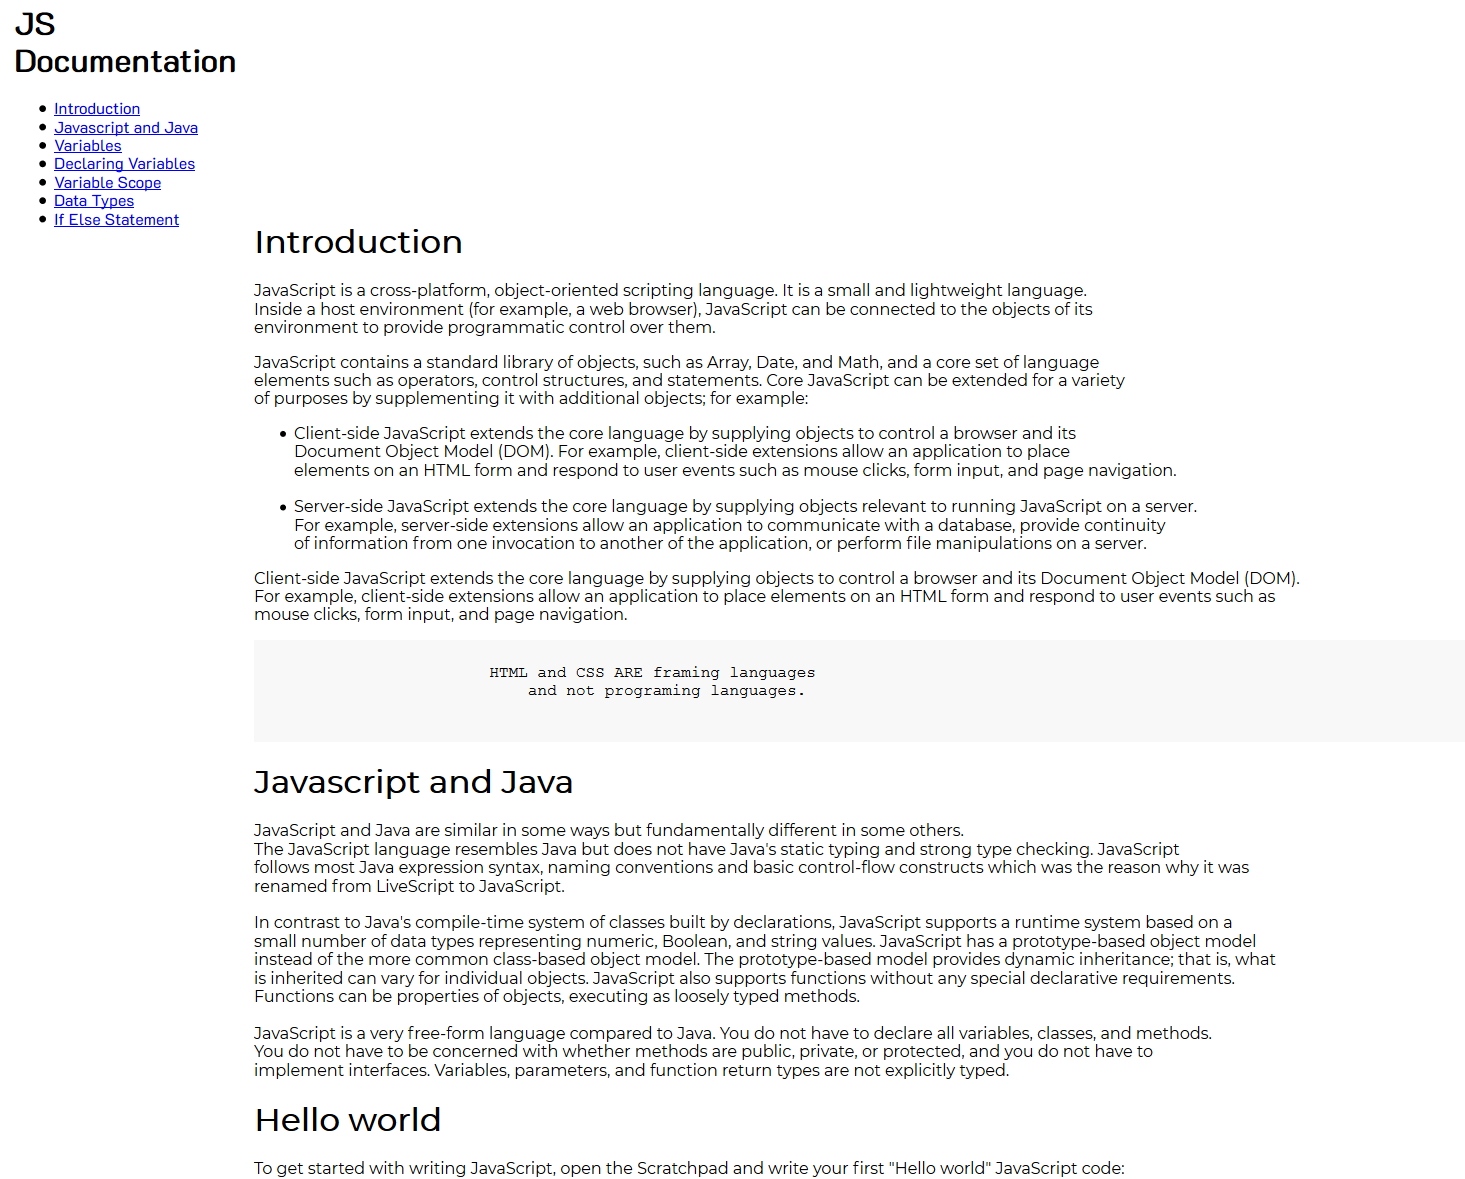 JS
Documentation
Introduction
Javascript and Java
Variables
Declaring Variables
Variable Scope
Data Types
If Else Statement
Introduction
JavaScript is a cross-platform, object-oriented scripting language. It is a small and lightweight language.
Inside a host environment (for example, a web browser), JavaScript can be connected to the objects of its
environment to provide programmatic control over them.
JavaScript contains a standard library of objects, such as Array, Date, and Math, and a core set of language
elements such as operators, control structures, and statements. Core JavaScript can be extended for a variety
of purposes by supplementing it with additional objects; for example:
Client-side JavaScript extends the core language by supplying objects to control a browser and its
Document Object Model (DOM). For example, client-side extensions allow an application to place
elements on an HTML form and respond to user events such as mouse clicks, form input, and page navigation.
Server-side JavaScript extends the core language by supplying objects relevant to running JavaScript on a server.
For example, server-side extensions allow an application to communicate with a database, provide continuity
of information from one invocation to another of the application, or perform file manipulations on a server.
Client-side JavaScript extends the core language by supplying objects to control a browser and its Document Object Model (DOM).
For example, client-side extensions allow an application to place elements on an HTML form and respond to user events such as
mouse clicks, form input, and page navigation.
HTML and CSS ARE framing languages
and not programing languages.
Javascript and Java
JavaScript and Java are similar in some ways but fundamentally different in some others.
The JavaScript language resembles Java but does not have Java's static typing and strong type checking. JavaScript
follows most Java expression syntax, naming conventions and basic control-flow constructs which was the reason why it was
renamed from LiveScript to JavaScript.
In contrast to Java's compile-time system of classes built by declarations, JavaScript supports a runtime system based on a
small number of data types representing numeric, Boolean, and string values. JavaScript has a prototype-based object model
instead of the more common class-based object model. The prototype-based model provides dynamic inheritance; that is, what
is inherited can vary for individual objects. JavaScript also supports functions without any special declarative requirements.
Functions can be properties of objects, executing as loosely typed methods.
JavaScript is a very free-form language compared to Java. You do not have to declare all variables, classes, and methods.
You do not have to be concerned with whether methods are public, private, or protected, and you do not have to
implement interfaces. Variables, parameters, and function return types are not explicitly typed.
Hello world
To get started with writing JavaScript, open the Scratchpad and write your first "Hello world" JavaScript code: